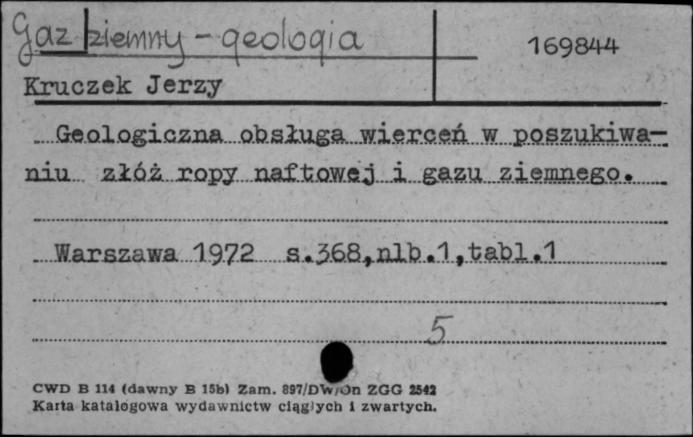 Gaz ziemny - geologia
169844
Kruczek Jerzy
Geologiczna obsługa wierceń w poszukiwa-
niu złóż ropy naftowej i gazu ziemnego.
Warszawa 1972 s.368,nlb.1,tabl.1
5
CWD B 114 (dawny B 15b) Zam. 897/DW/On ZGG 2542
Karta katalogowa wydawnictw ciągłych i zwartych.